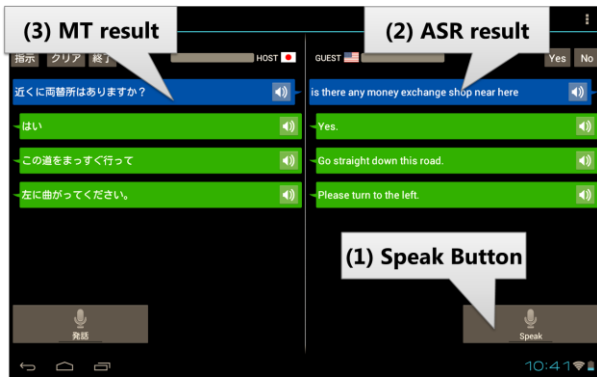 (3) MT result
(2) ASR result
指示 クリア 終了
HOST
GUEST
Yes No
近くに両替所はありますか？
is there any money exchange shop near here
はい
Yes.
この道をまっすぐ行って
Go straight down this road.
左に曲がってください。
Please turn to the left.
(1) Speak Button
発話
Speak
10:41